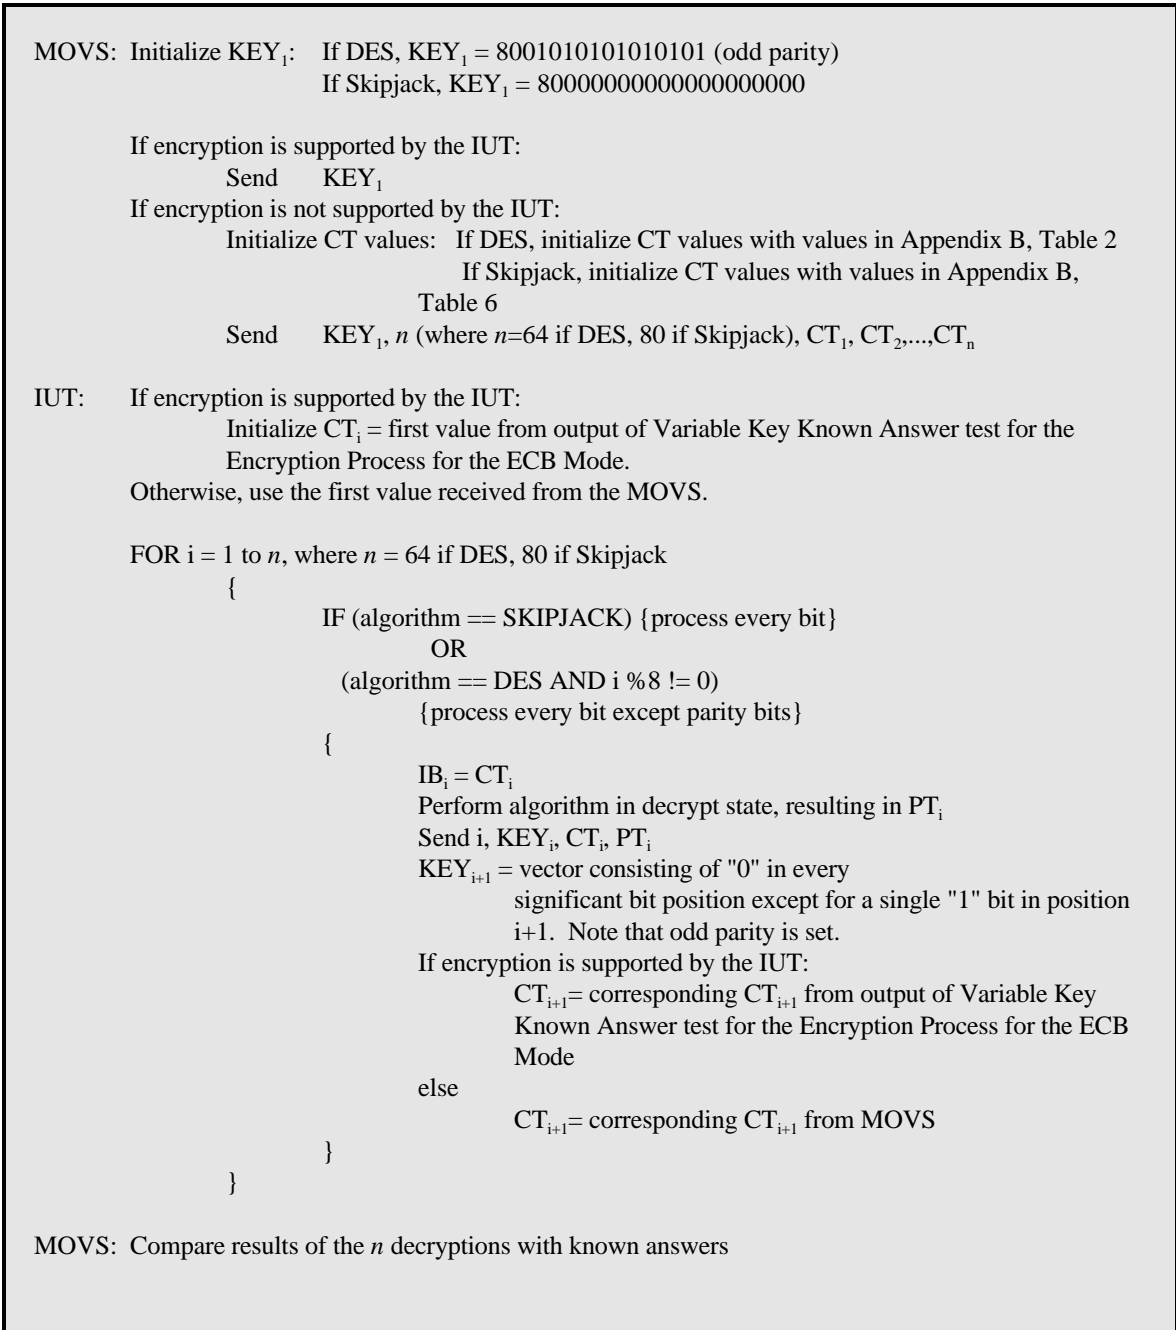 MOVS: Initialize KEY₁: If DES, KEY₁ = 8001010101010101 (odd parity)
If Skipjack, KEY₁ = 80000000000000000000
If encryption is supported by the IUT:
Send KEY₁
If encryption is not supported by the IUT:
Initialize CT values: If DES, initialize CT values with values in Appendix B, Table 2
If Skipjack, initialize CT values with values in Appendix B,
Table 6
Send KEY₁, n (where n=64 if DES, 80 if Skipjack), CT₁, CT₂,...,CTₙ
IUT: If encryption is supported by the IUT:
Initialize CTᵢ = first value from output of Variable Key Known Answer test for the
Encryption Process for the ECB Mode.
Otherwise, use the first value received from the MOVS.
FOR i = 1 to n, where n = 64 if DES, 80 if Skipjack
{
IF (algorithm == SKIPJACK) {process every bit}
OR
(algorithm == DES AND i %8 != 0)
{process every bit except parity bits}
{
IBᵢ = CTᵢ
Perform algorithm in decrypt state, resulting in PTᵢ
Send i, KEYᵢ, CTᵢ, PTᵢ
KEYᵢ₊₁ = vector consisting of "0" in every
significant bit position except for a single "1" bit in position
i+1. Note that odd parity is set.
If encryption is supported by the IUT:
CTᵢ₊₁= corresponding CTᵢ₊₁ from output of Variable Key
Known Answer test for the Encryption Process for the ECB
Mode
else
CTᵢ₊₁= corresponding CTᵢ₊₁ from MOVS
}
}
MOVS: Compare results of the n decryptions with known answers